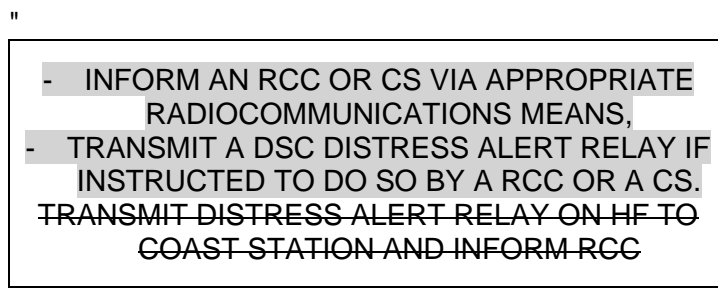 "
- INFORM AN RCC OR CS VIA APPROPRIATE
RADIOCOMMUNICATIONS MEANS,
- TRANSMIT A DSC DISTRESS ALERT RELAY IF
INSTRUCTED TO DO SO BY A RCC OR A CS.
TRANSMIT DISTRESS ALERT RELAY ON HF TO
COAST STATION AND INFORM RCC